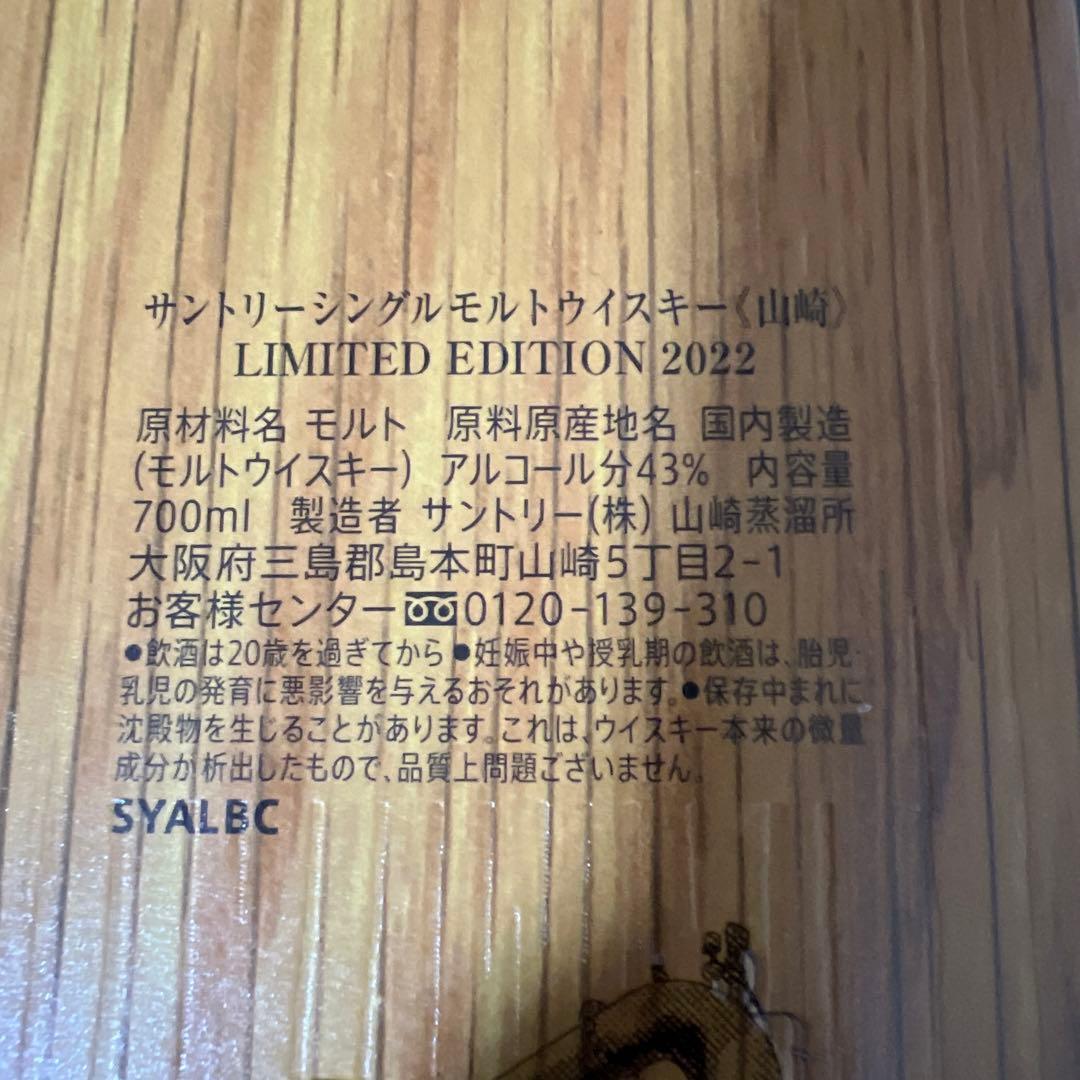 サントリーシングルモルトウイスキー《山崎》
LIMITED EDITION 2022
原材料名 モルト 原料原産地名 国内製造
(モルトウイスキー) アルコール分43% 内容量
700ml 製造者 サントリー(株) 山崎蒸溜所
大阪府三島郡島本町山崎5丁目2-1
お客様センター 0120-139-310
●飲酒は20歳を過ぎてから ●妊娠中や授乳期の飲酒は、胎児・
乳児の発育に悪影響を与えるおそれがあります。●保存中まれに
沈殿物を生じることがあります。これは、ウイスキー本来の微量
成分が析出したもので、品質上問題ございません。
SYALBC